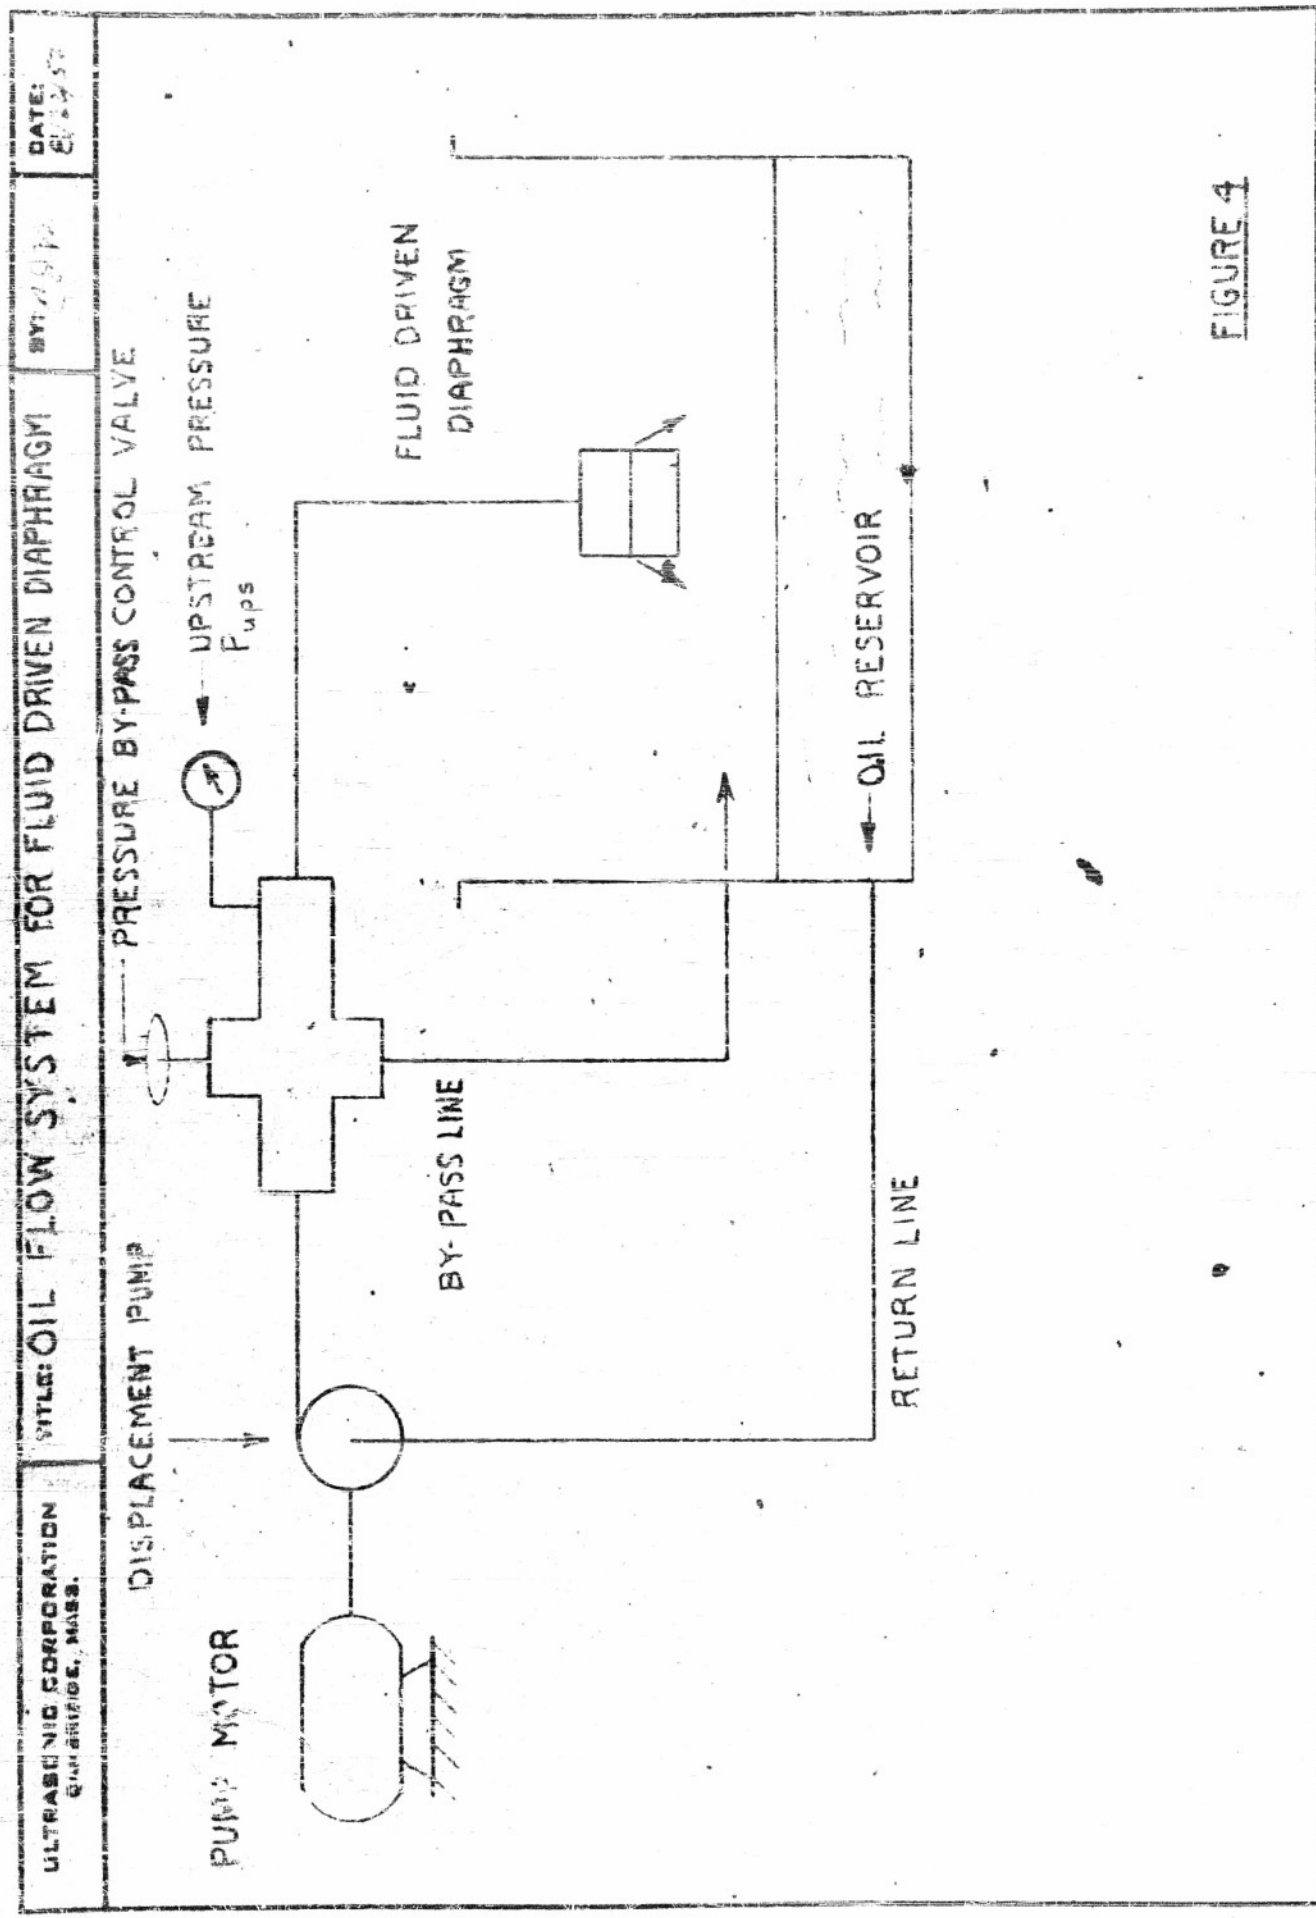 ULTRASONIC CORPORATION
CAMBRIDGE, MASS.
TITLE: OIL FLOW SYSTEM FOR FLUID DRIVEN DIAPHRAGM
BY:
DATE:
PRESSURE BY-PASS CONTROL VALVE
DISPLACEMENT PUMP
UPSTREAM PRESSURE
Pups
PUMP MOTOR
FLUID DRIVEN
DIAPHRAGM
BY-PASS LINE
OIL RESERVOIR
RETURN LINE
FIGURE 4